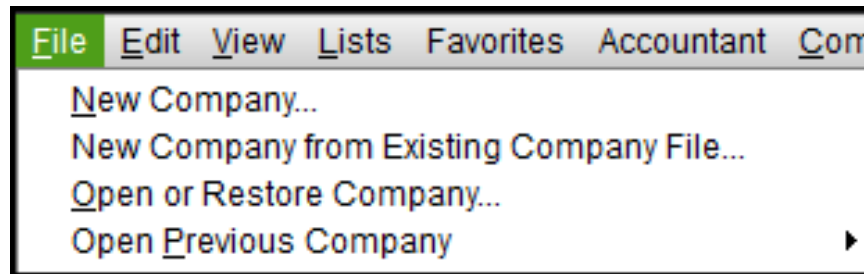 File Edit View Lists Favorites Accountant Com
New Company...
New Company from Existing Company File...
Open or Restore Company...
Open Previous Company